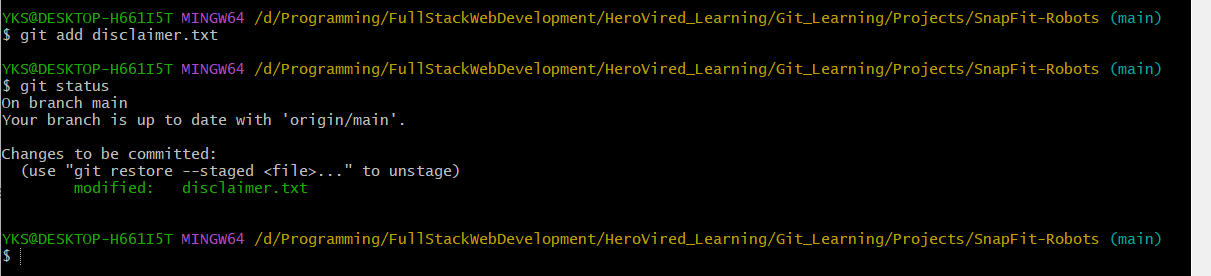 YKS@DESKTOP-H661I5T MINGW64 /d/Programming/FullStackWebDevelopment/HeroVired_Learning/Git_Learning/Projects/SnapFit-Robots (main)
$ git add disclaimer.txt
YKS@DESKTOP-H661I5T MINGW64 /d/Programming/FullStackWebDevelopment/HeroVired_Learning/Git_Learning/Projects/SnapFit-Robots (main)
$ git status
On branch main
Your branch is up to date with 'origin/main'.
Changes to be committed:
  (use "git restore --staged <file>..." to unstage)
        modified:   disclaimer.txt
YKS@DESKTOP-H661I5T MINGW64 /d/Programming/FullStackWebDevelopment/HeroVired_Learning/Git_Learning/Projects/SnapFit-Robots (main)
$